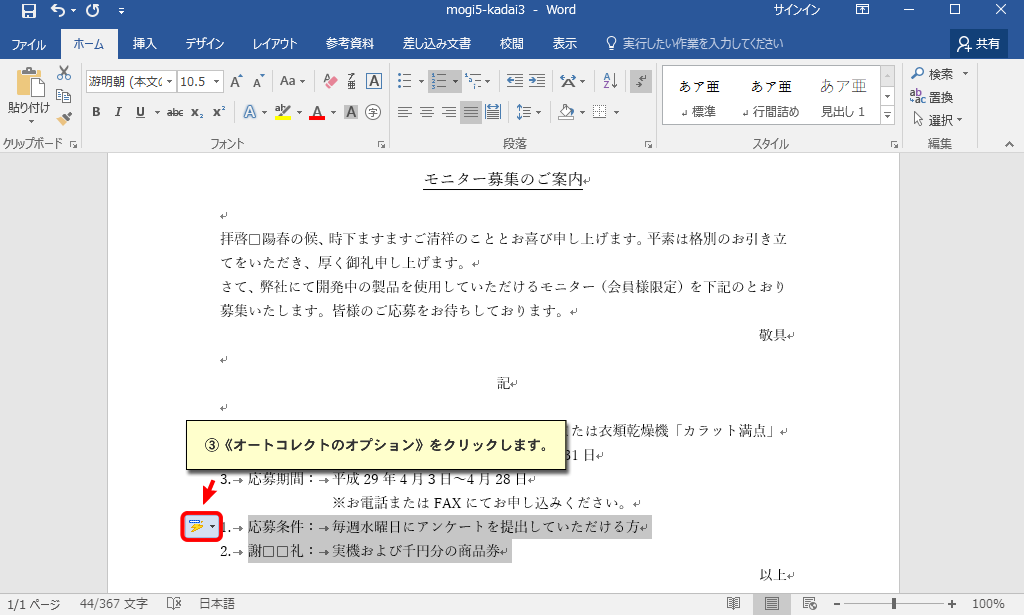 mogi5-kadai3 - Word
サインイン
ファイル ホーム 挿入 デザイン レイアウト 参考資料 差し込み文書 校閲 表示 実行したい作業を入力してください 共有
貼り付け
游明朝 (本文(
10.5
Aa
B I U abc x₂ x²
あア亜 あア亜 あア亜
標準 行間詰め 見出し 1
検索
置換
選択
クリップボード フォント 段落 スタイル 編集
モニター募集のご案内
拝啓□陽春の候、時下ますますご清祥のこととお喜び申し上げます。平素は格別のお引き立
てをいただき、厚く御礼申し上げます。
さて、弊社にて開発中の製品を使用していただけるモニター（会員様限定）を下記のとおり
募集いたします。皆様のご応募をお待ちしております。
敬具
記
たは衣類乾燥機「カラット満点」
31 日
③《オートコレクトのオプション》をクリックします。
3.→ 応募期間：→ 平成 29 年 4 月 3 日～4 月 28 日
※お電話または FAX にてお申し込みください。
1.→ 応募条件：→ 毎週水曜日にアンケートを提出していただける方
2.→ 謝□□礼：→ 実機および千円分の商品券
以上
1/1 ページ 44/367 文字 日本語 100%